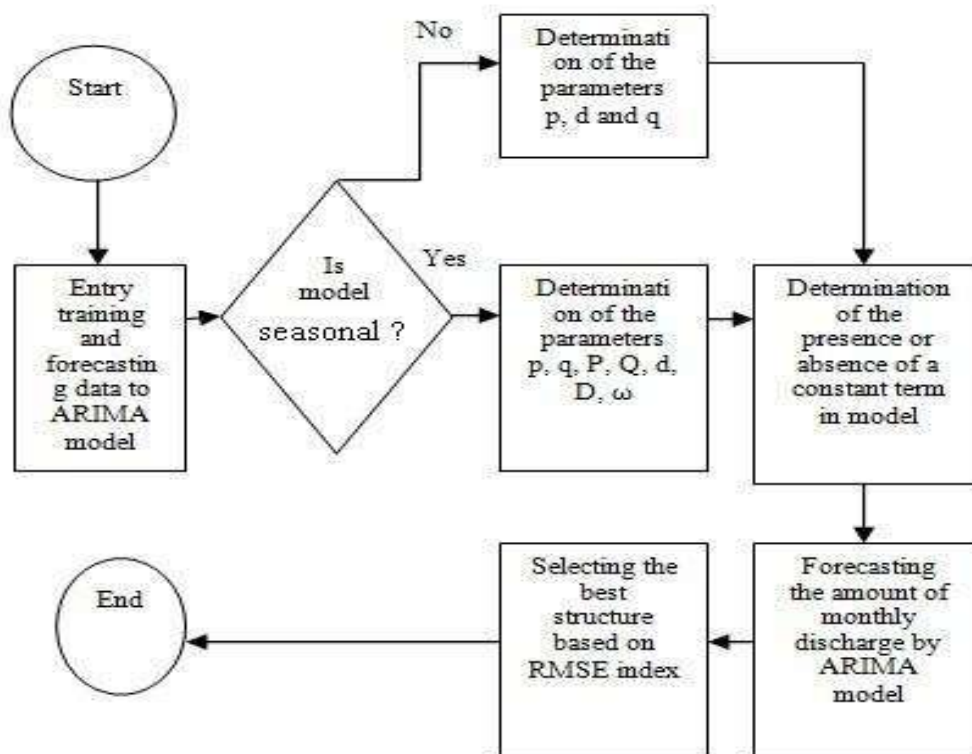 Start
Entry
training
and
forecastin
g data to
ARIMA
model
Is
model
seasonal ?
No
Determinati
on of the
parameters
p, d and q
Yes
Determinati
on of the
parameters
p, q, P, Q, d,
D, ω
Determination
of the
presence or
absence of a
constant term
in model
Forecasting
the amount of
monthly
discharge by
ARIMA
model
Selecting the
best
structure
based on
RMSE index
End